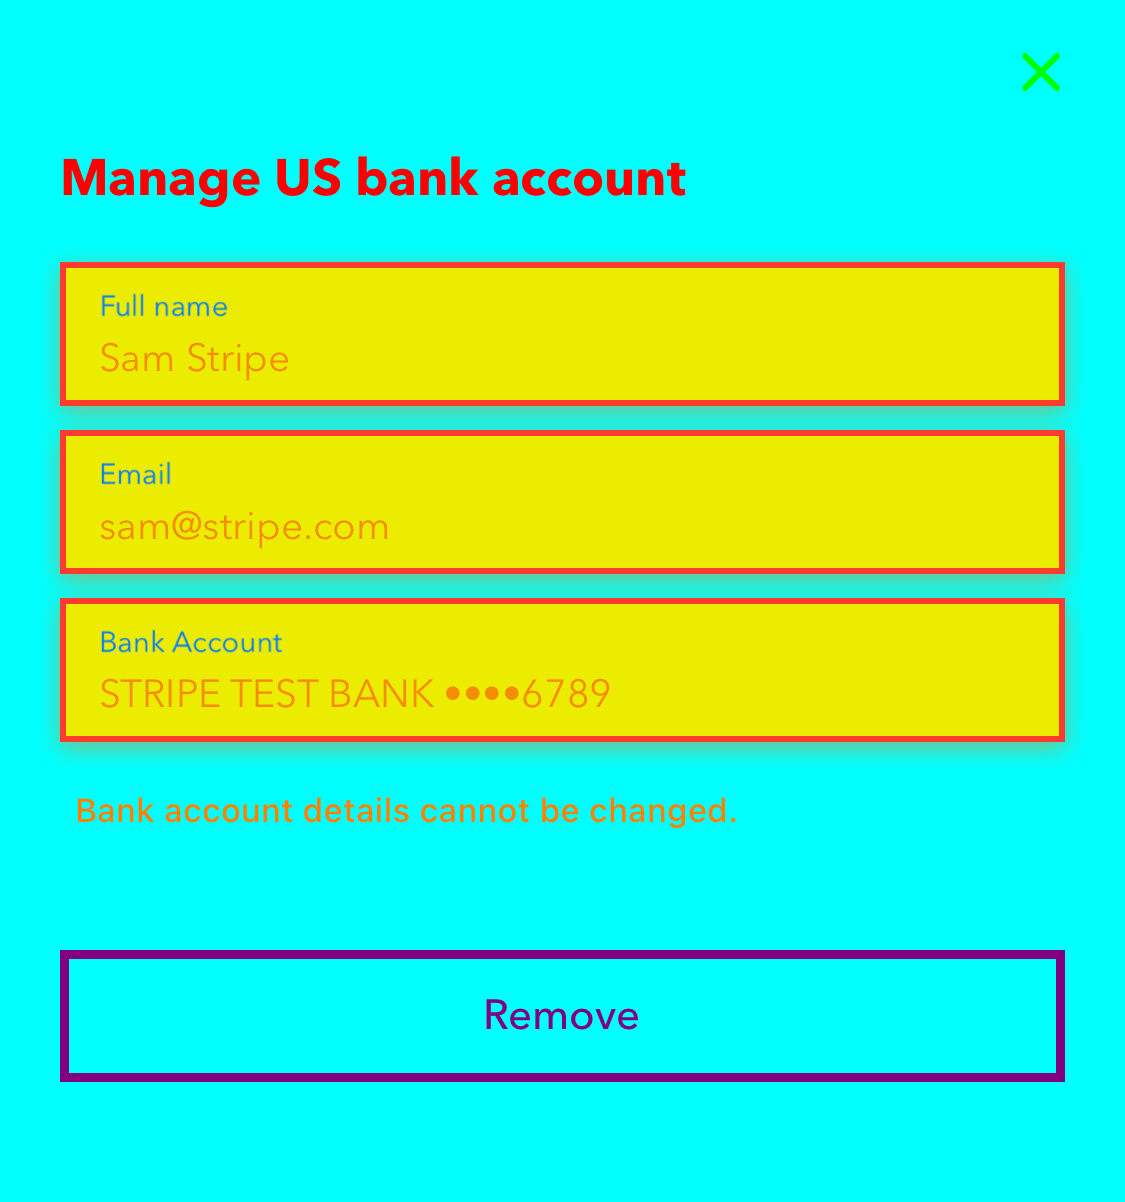 Manage US bank account
Full name
Sam Stripe
Email
sam@stripe.com
Bank Account
STRIPE TEST BANK ••••6789
Bank account details cannot be changed.
Remove